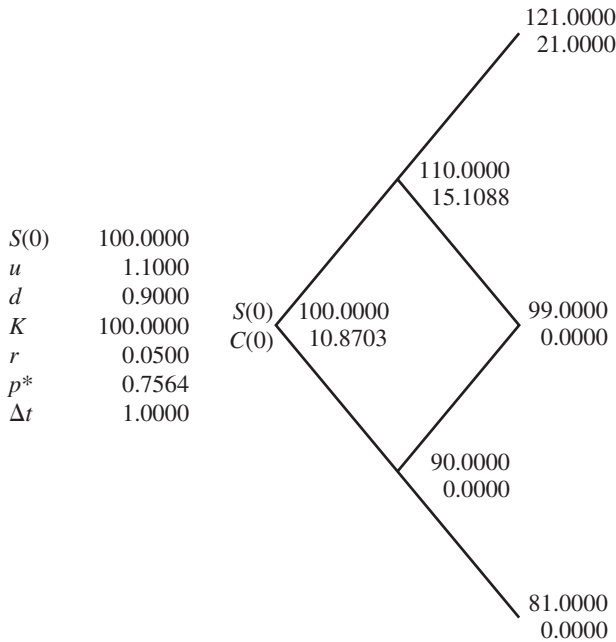 121.0000
21.0000
110.0000
15.1088
S(0) 100.0000
u 1.1000
d 0.9000
K 100.0000
r 0.0500
p* 0.7564
Δt 1.0000
S(0) 100.0000
C(0) 10.8703
99.0000
0.0000
90.0000
0.0000
81.0000
0.0000